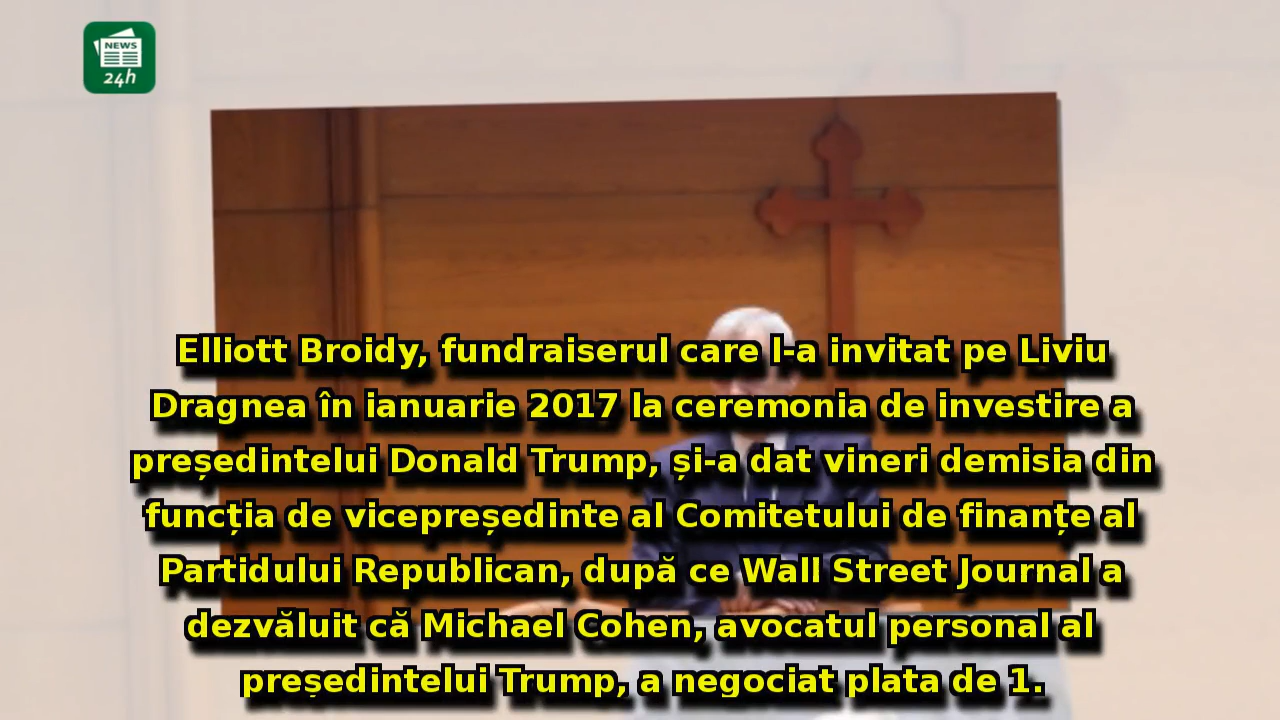 NEWS
24h
Elliott Broidy, fundraiserul care l-a invitat pe Liviu
Dragnea în ianuarie 2017 la ceremonia de investire a
președintelui Donald Trump, și-a dat vineri demisia din
funcția de vicepreședinte al Comitetului de finanțe al
Partidului Republican, după ce Wall Street Journal a
dezvăluit că Michael Cohen, avocatul personal al
președintelui Trump, a negociat plata de 1.